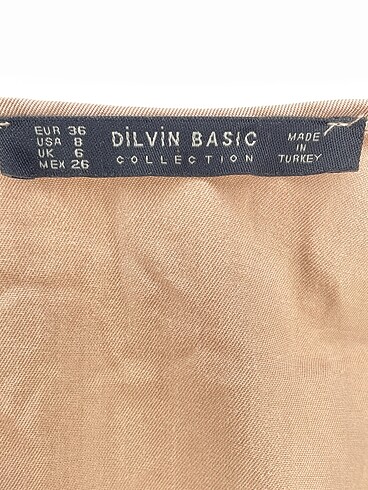 EUR 36
USA 8
UK 6
MEX 26
DİLVİN BASIC
COLLECTION
MADE
IN
TURKEY